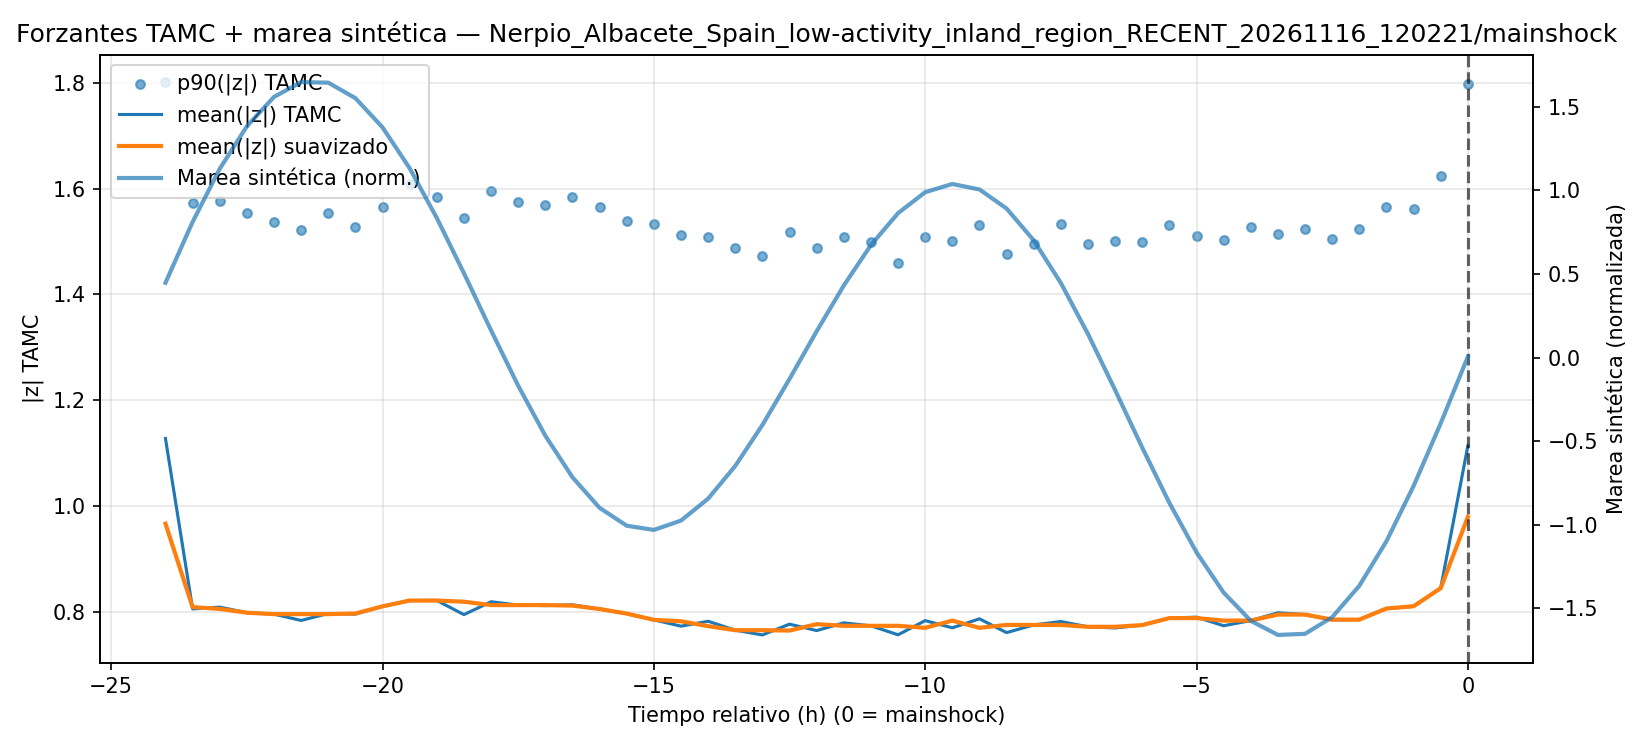 Forzantes TAMC + marea sintética — Nerpio_Albacete_Spain_low-activity_inland_region_RECENT_20261116_120221/mainshock
p90(|z|) TAMC
mean(|z|) TAMC
mean(|z|) suavizado
Marea sintética (norm.)
|z| TAMC
1.8
1.6
1.4
1.2
1.0
0.8
1.5
1.0
0.5
0.0
−0.5
−1.0
−1.5
Marea sintética (normalizada)
−25 −20 −15 −10 −5 0
Tiempo relativo (h) (0 = mainshock)